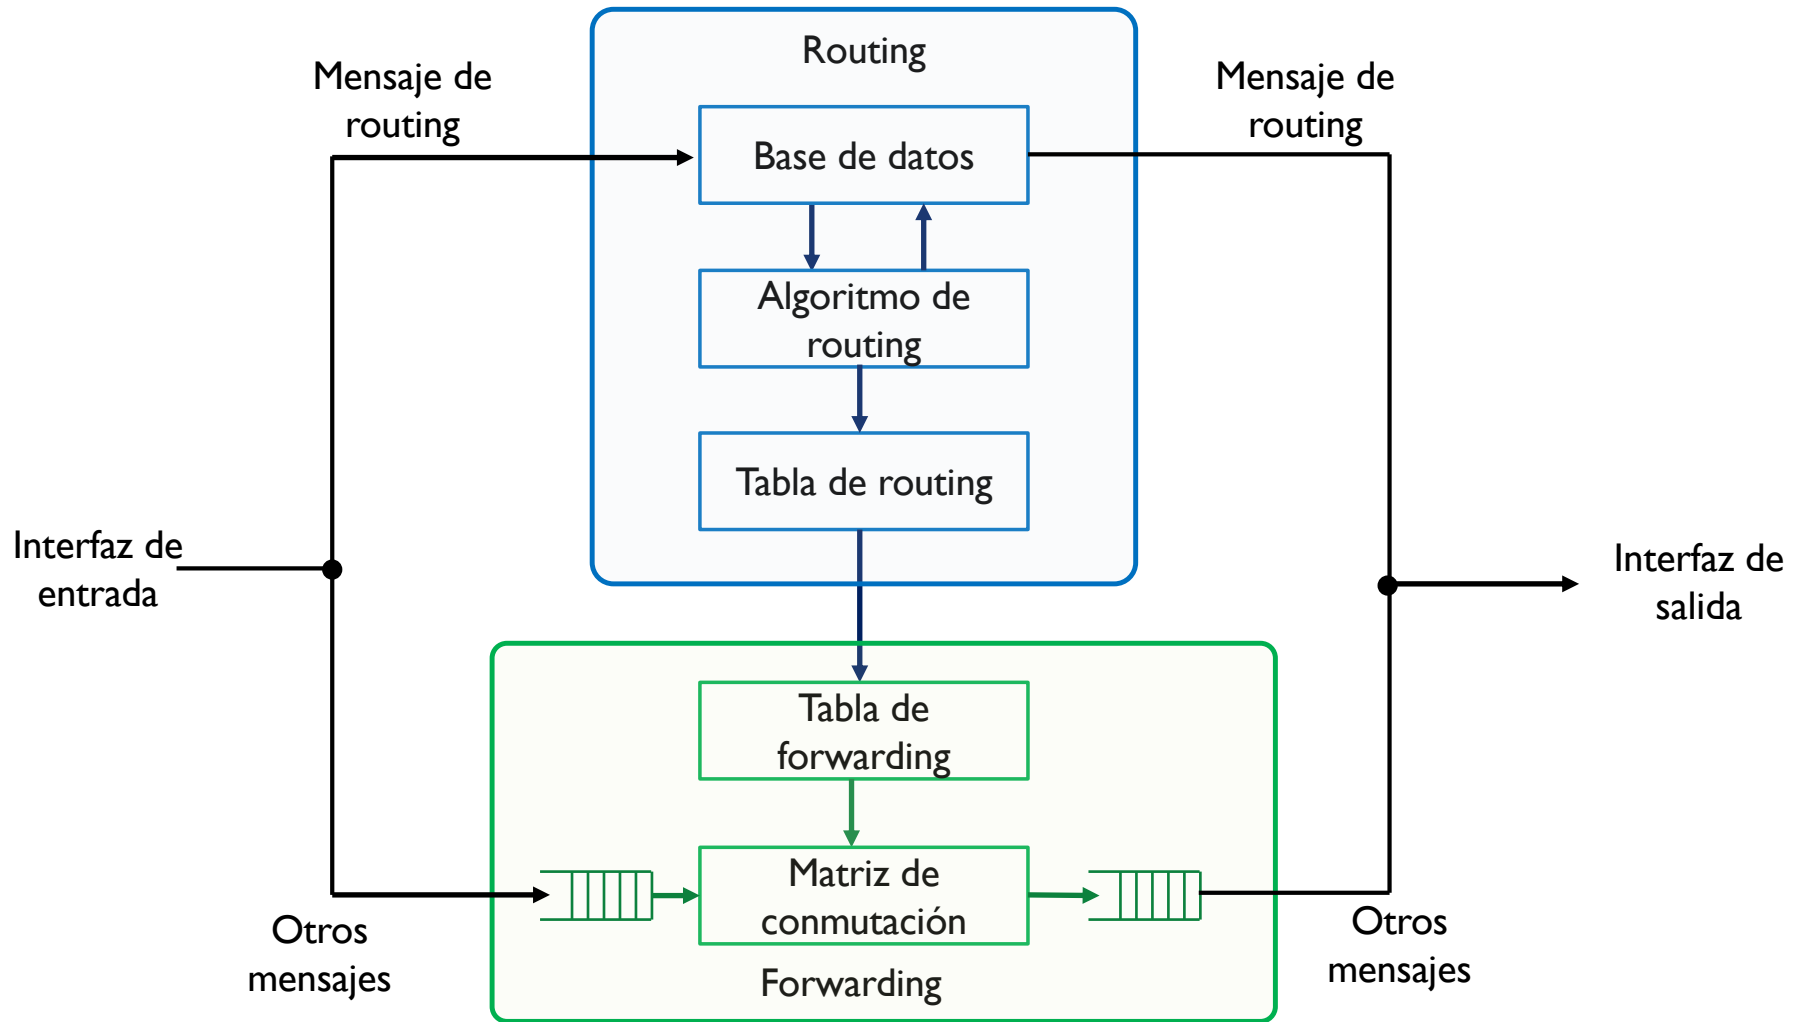 Routing
Mensaje de
routing
Mensaje de
routing
Base de datos
Algoritmo de
routing
Tabla de routing
Interfaz de
entrada
Interfaz de
salida
Tabla de
forwarding
Matriz de
conmutación
Otros
mensajes
Otros
mensajes
Forwarding